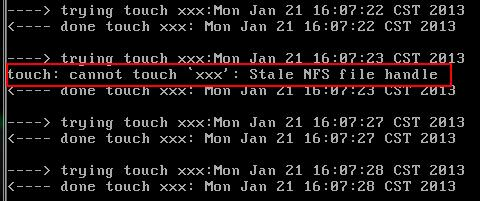 ----> trying touch xxx:Mon Jan 21 16:07:22 CST 2013
<---- done touch xxx: Mon Jan 21 16:07:22 CST 2013
----> trying touch xxx:Mon Jan 21 16:07:23 CST 2013
touch: cannot touch `xxx': Stale NFS file handle
<---- done touch xxx: Mon Jan 21 16:07:23 CST 2013
----> trying touch xxx:Mon Jan 21 16:07:27 CST 2013
<---- done touch xxx: Mon Jan 21 16:07:27 CST 2013
----> trying touch xxx:Mon Jan 21 16:07:28 CST 2013
<---- done touch xxx: Mon Jan 21 16:07:28 CST 2013